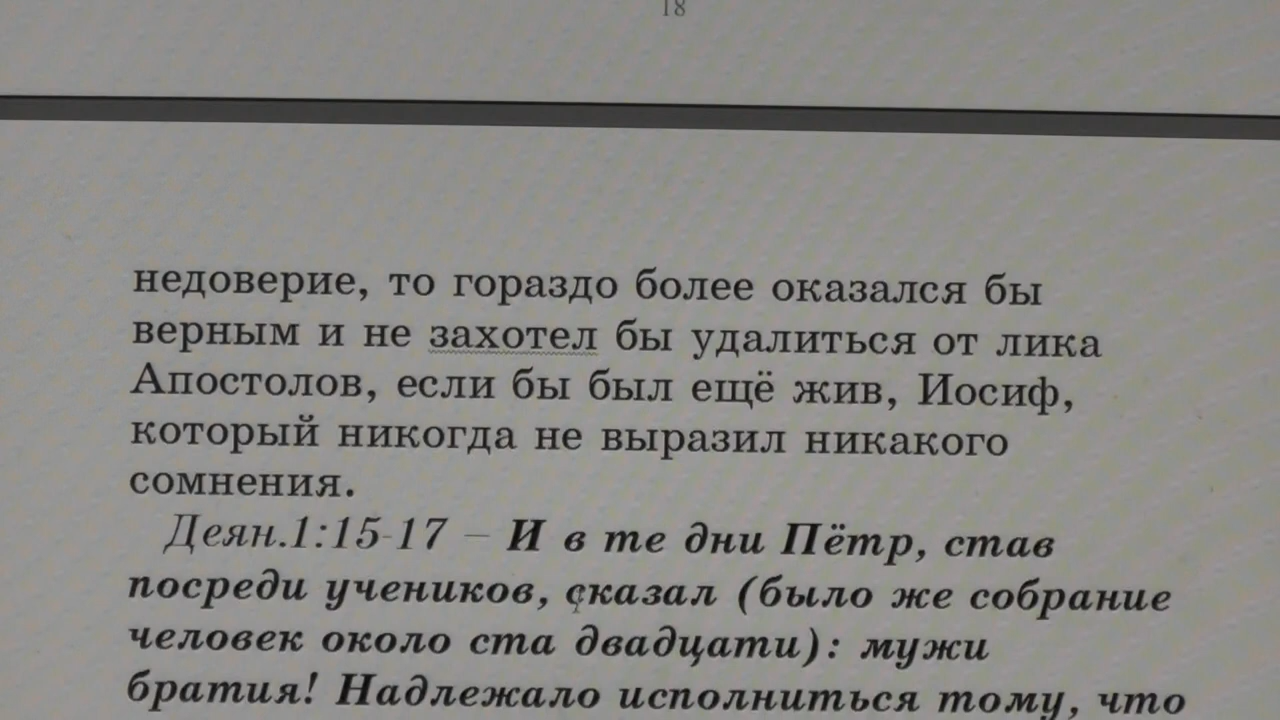 18
недоверие, то гораздо более оказался бы
верным и не захотел бы удалиться от лика
Апостолов, если бы был ещё жив, Иосиф,
который никогда не выразил никакого
сомнения.
Деян.1:15-17 – И в те дни Пётр, став
посреди учеников, сказал (было же собрание
человек около ста двадцати): мужи
братия! Надлежало исполниться тому, что